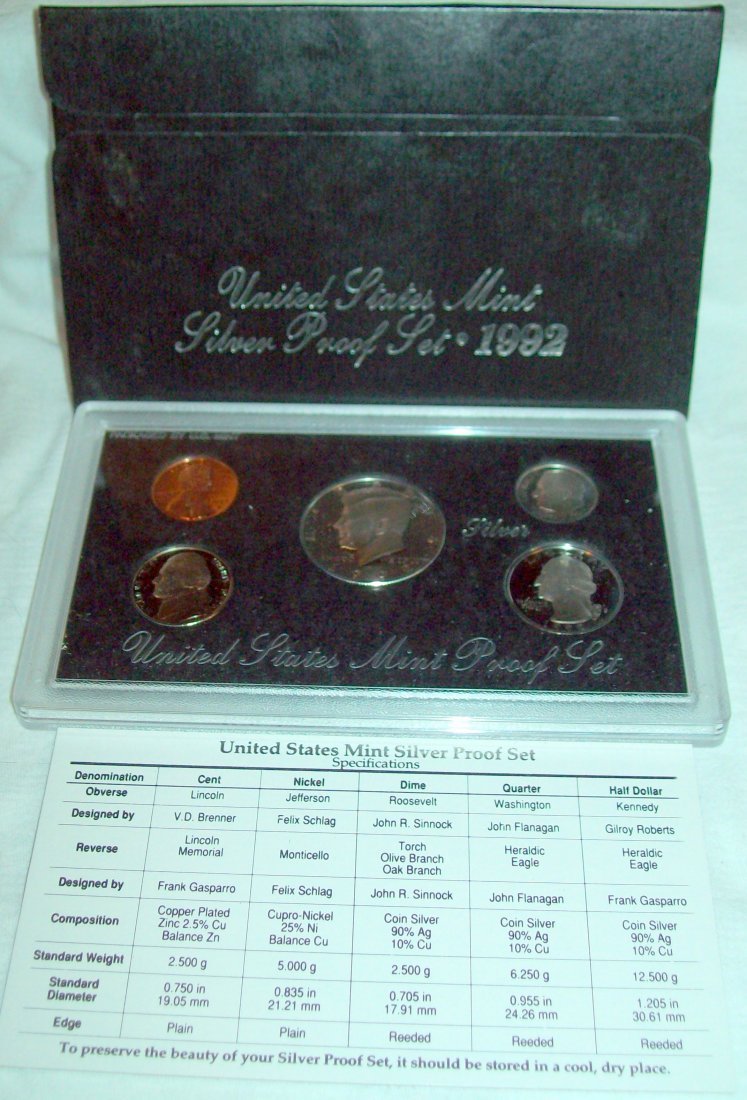 United States Mint
Silver Proof Set • 1992
Silver
United States Mint Proof Set
United States Mint Silver Proof Set
Specifications
Denomination Cent Nickel Dime Quarter Half Dollar
Obverse Lincoln Jefferson Roosevelt Washington Kennedy
Designed by V.D. Brenner Felix Schlag John R. Sinnock John Flanagan Gilroy Roberts
Reverse Lincoln Memorial Monticello Torch Olive Branch Oak Branch Heraldic Eagle Heraldic Eagle
Designed by Frank Gasparro Felix Schlag John R. Sinnock John Flanagan Frank Gasparro
Composition Copper Plated Zinc 2.5% Cu Balance Zn Cupro-Nickel 25% Ni Balance Cu Coin Silver 90% Ag 10% Cu Coin Silver 90% Ag 10% Cu Coin Silver 90% Ag 10% Cu
Standard Weight 2.500 g 5.000 g 2.500 g 6.250 g 12.500 g
Standard Diameter 0.750 in 19.05 mm 0.835 in 21.21 mm 0.705 in 17.91 mm 0.955 in 24.26 mm 1.205 in 30.61 mm
Edge Plain Plain Reeded Reeded Reeded
To preserve the beauty of your Silver Proof Set, it should be stored in a cool, dry place.